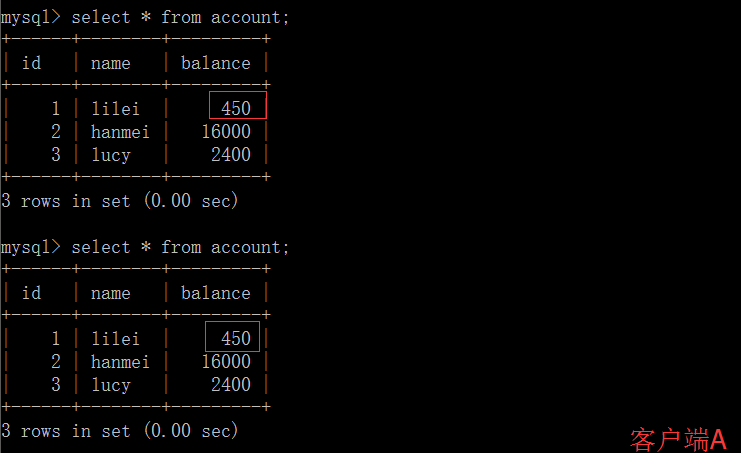 mysql> select * from account;
+------+--------+---------+
| id   | name   | balance |
+------+--------+---------+
|    1 | lilei  |     450 |
|    2 | hanmei |   16000 |
|    3 | lucy   |    2400 |
+------+--------+---------+
3 rows in set (0.00 sec)
mysql> select * from account;
+------+--------+---------+
| id   | name   | balance |
+------+--------+---------+
|    1 | lilei  |     450 |
|    2 | hanmei |   16000 |
|    3 | lucy   |    2400 |
+------+--------+---------+
3 rows in set (0.00 sec)
客户端A